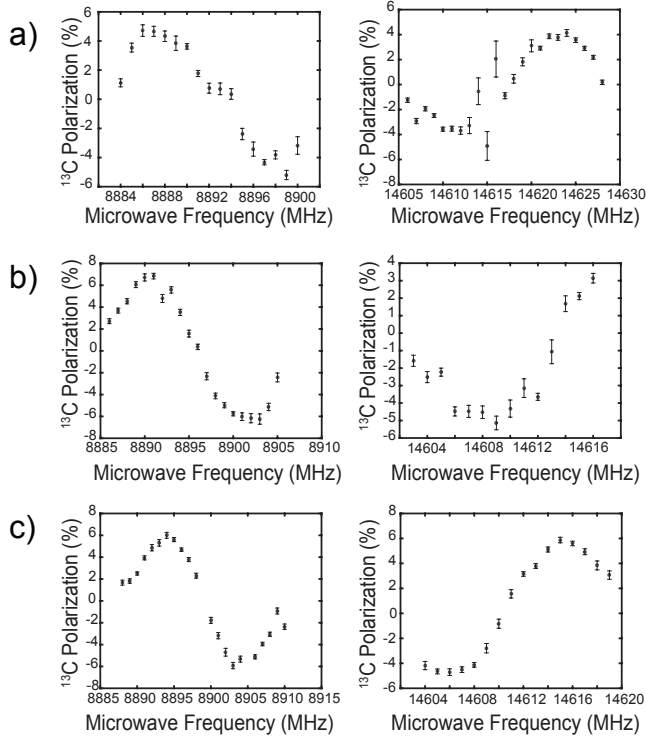 a)
6
4
2
0
-2
-4
-6
¹³C Polarization (%)
8884 8888 8892 8896 8900
Microwave Frequency (MHz)
6
4
2
0
-2
-4
-6
¹³C Polarization (%)
14605 14610 14615 14620 14625 14630
Microwave Frequency (MHz)
b)
8
6
4
2
0
-2
-4
-6
-8
¹³C Polarization (%)
8885 8890 8895 8900 8905 8910
Microwave Frequency (MHz)
4
3
2
1
0
-1
-2
-3
-4
-5
-6
¹³C Polarization (%)
14604 14608 14612 14616
Microwave Frequency (MHz)
c)
8
6
4
2
0
-2
-4
-6
-8
¹³C Polarization (%)
8885 8890 8895 8900 8905 8910 8915
Microwave Frequency (MHz)
8
6
4
2
0
-2
-4
-6
¹³C Polarization (%)
14604 14608 14612 14616 14620
Microwave Frequency (MHz)